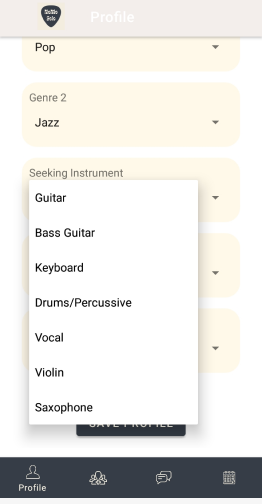 Profile
Pop
Genre 2
Jazz
Seeking Instrument
Guitar
Bass Guitar
Keyboard
Drums/Percussive
Vocal
Violin
Saxophone
SAVE PROFILE
Profile